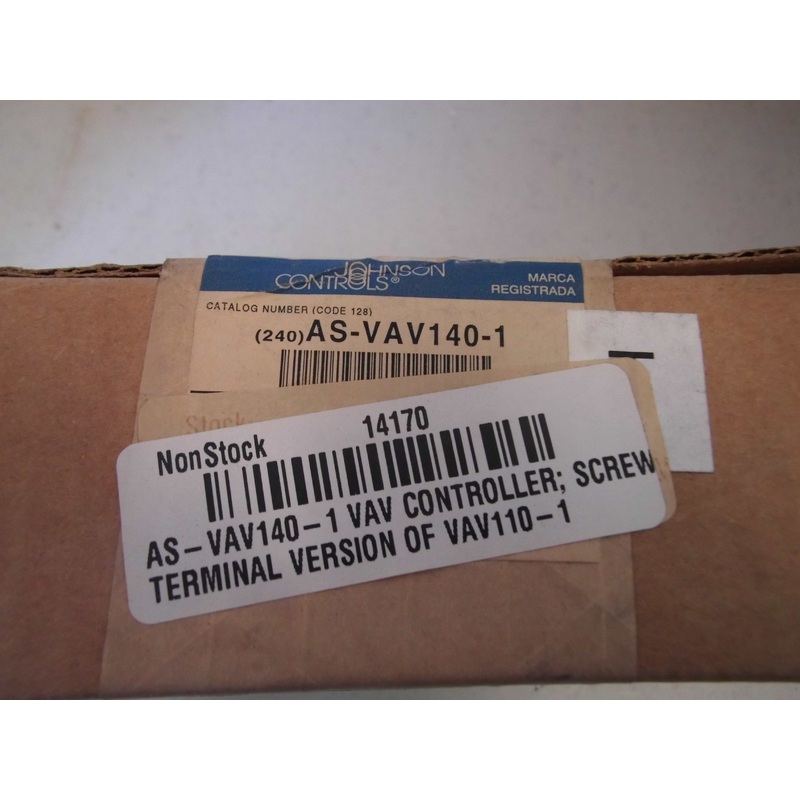 JOHNSON
CONTROLS®
MARCA
REGISTRADA
CATALOG NUMBER (CODE 128)
(240)AS-VAV140-1
Stock
NonStock 14170
AS-VAV140-1 VAV CONTROLLER; SCREW
TERMINAL VERSION OF VAV110-1